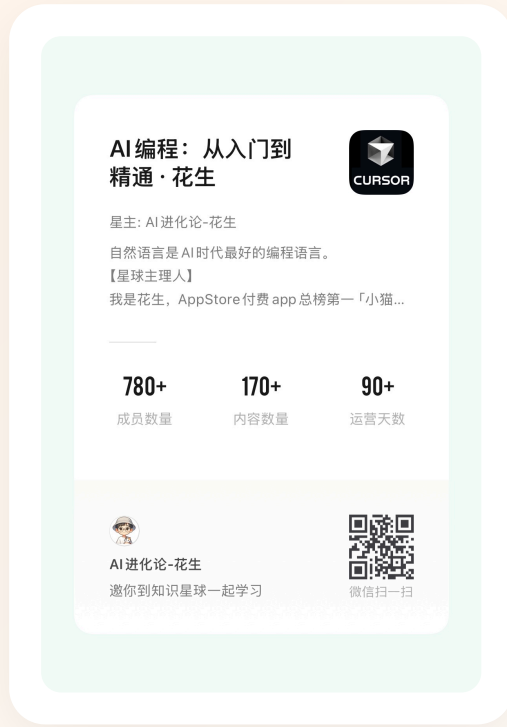 AI编程：从入门到
精通·花生
CURSOR
星主: AI进化论-花生
自然语言是AI时代最好的编程语言。
【星球主理人】
我是花生，AppStore付费app总榜第一「小猫...
780+
170+
90+
成员数量
内容数量
运营天数
AI进化论-花生
邀你到知识星球一起学习
微信扫一扫